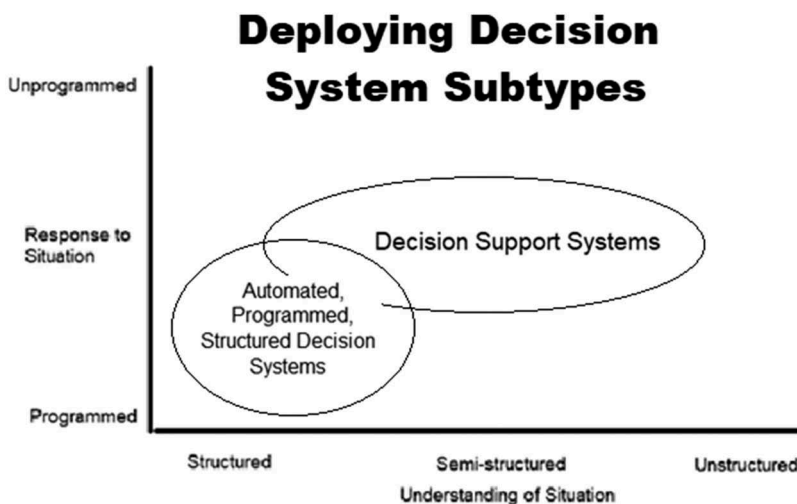 Deploying Decision
System Subtypes
Unprogrammed
Response to
Situation
Decision Support Systems
Automated,
Programmed,
Structured Decision
Systems
Programmed
Structured
Semi-structured
Unstructured
Understanding of Situation